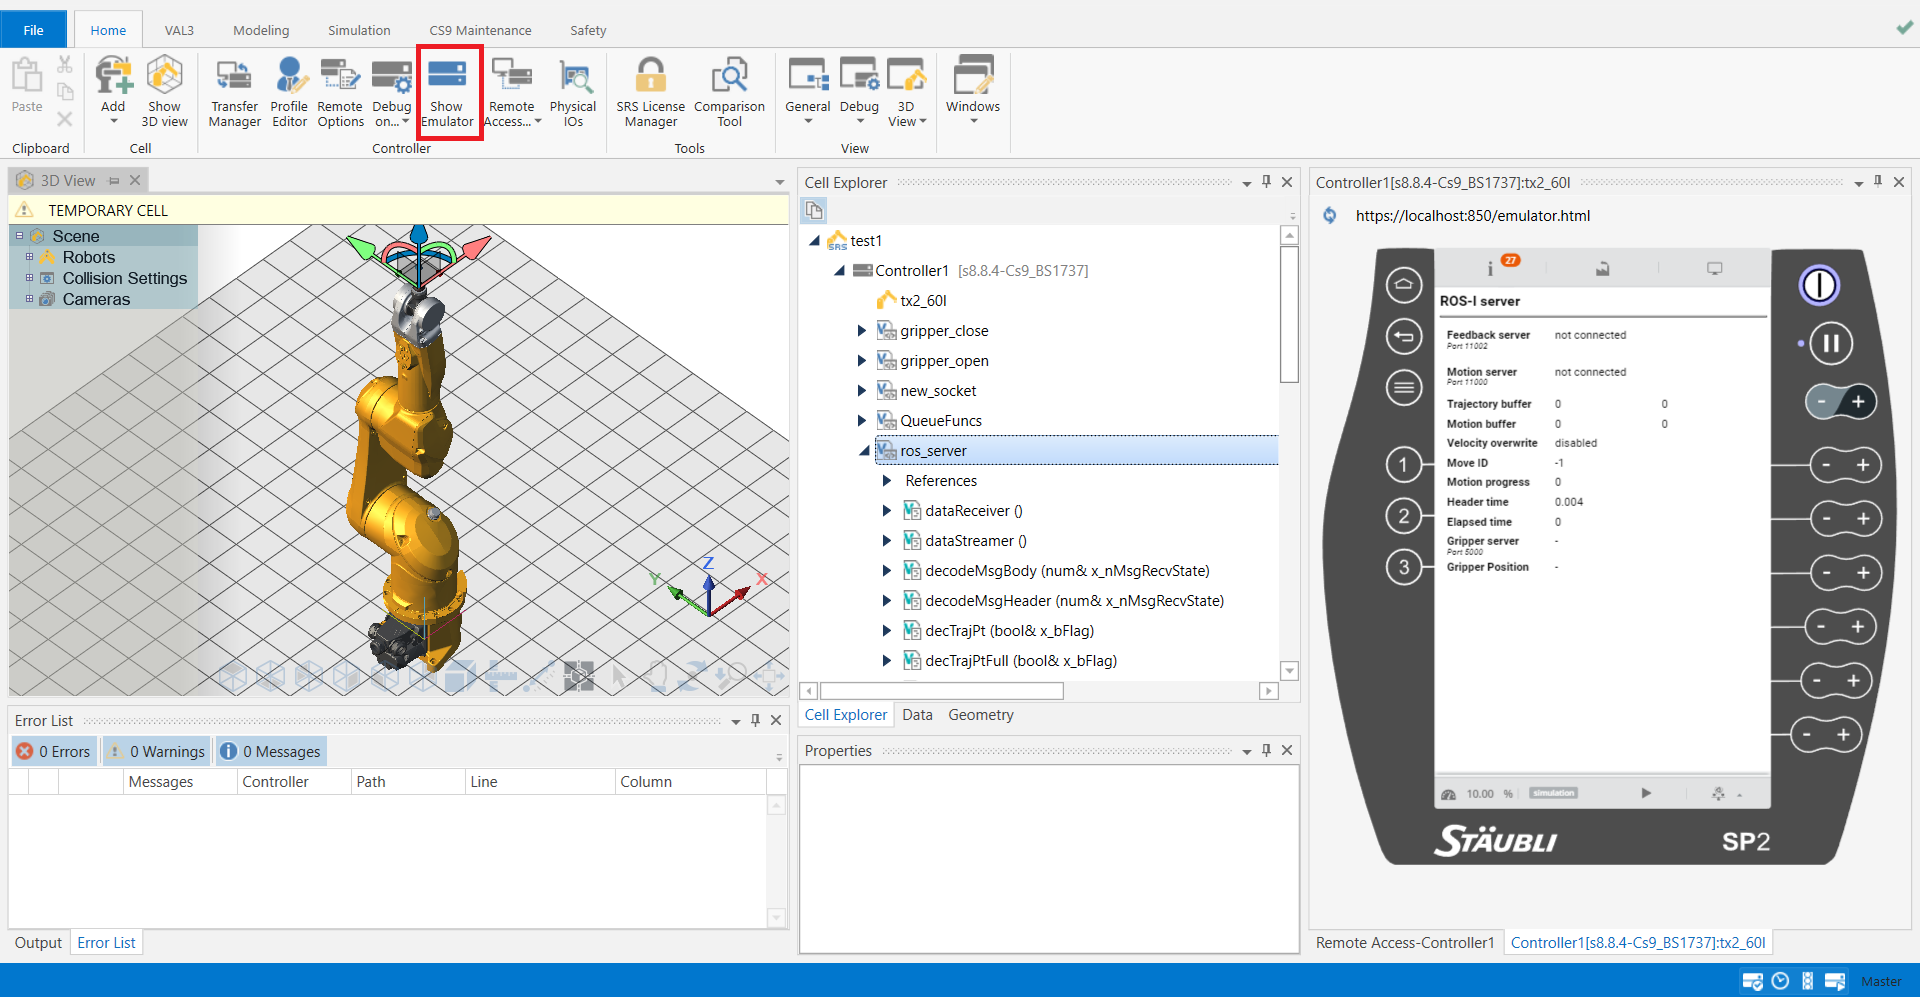 File
Home
VAL3
Modeling
Simulation
CS9 Maintenance
Safety
Paste
Add
Show
3D view
Transfer
Manager
Profile
Editor
Remote
Options
Debug
on...
Show
Emulator
Remote
Access...
Physical
IOs
SRS License
Manager
Comparison
Tool
General
Debug
3D
View
Windows
Clipboard
Cell
Controller
Tools
View
3D View
TEMPORARY CELL
Scene
Robots
Collision Settings
Cameras
Z
Y
X
Error List
0 Errors
0 Warnings
0 Messages
Messages
Controller
Path
Line
Column
Output
Error List
Cell Explorer
SRS
test1
Controller1 [s8.8.4-Cs9_BS1737]
tx2_60l
gripper_close
gripper_open
new_socket
QueueFuncs
ros_server
References
dataReceiver ()
dataStreamer ()
decodeMsgBody (num& x_nMsgRecvState)
decodeMsgHeader (num& x_nMsgRecvState)
decTrajPt (bool& x_bFlag)
decTrajPtFull (bool& x_bFlag)
Cell Explorer
Data
Geometry
Properties
Controller1[s8.8.4-Cs9_BS1737]:tx2_60l
https://localhost:850/emulator.html
27
ROS-I server
Feedback server not connected
Port 11002
Motion server not connected
Port 11000
Trajectory buffer 0 0
Motion buffer 0 0
Velocity overwrite disabled
Move ID -1
Motion progress 0
Header time 0.004
Elapsed time 0
Gripper server -
Port 5000
Gripper Position -
1
2
3
- +
- +
- +
- +
- +
- +
- +
10.00 %
simulation
STÄUBLI
SP2
Remote Access-Controller1
Controller1[s8.8.4-Cs9_BS1737]:tx2_60l
Master